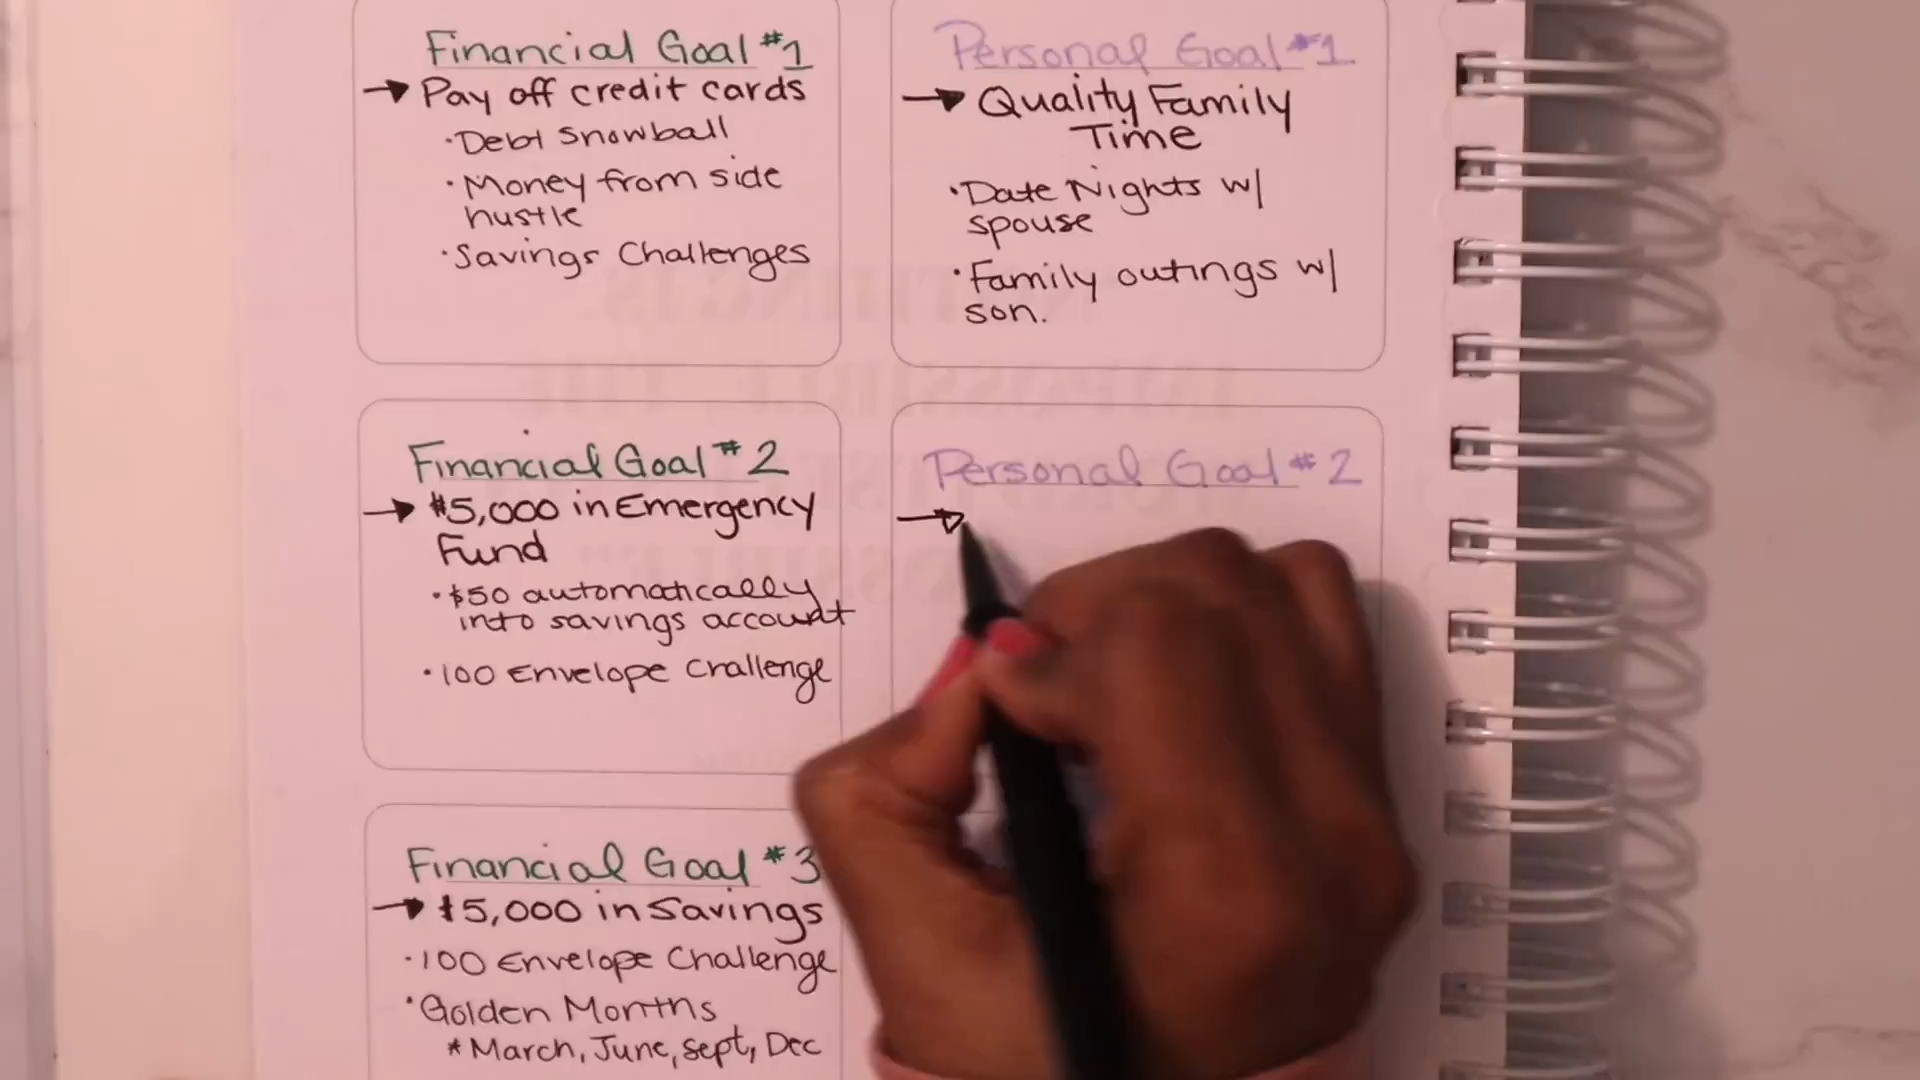 Financial Goal #1
→ Pay off credit cards
• Debt Snowball
• Money from side
hustle
• Savings Challenges
Personal Goal #1
→ Quality Family
Time
• Date Nights w/
spouse
• Family outings w/
son.
Financial Goal #2
→ $5,000 in Emergency
Fund
• $50 automatically
into savings account
• 100 Envelope Challenge
Personal Goal #2
→
Financial Goal #3
→ $5,000 in Savings
• 100 Envelope Challenge
• Golden Months
* March, June, Sept, Dec